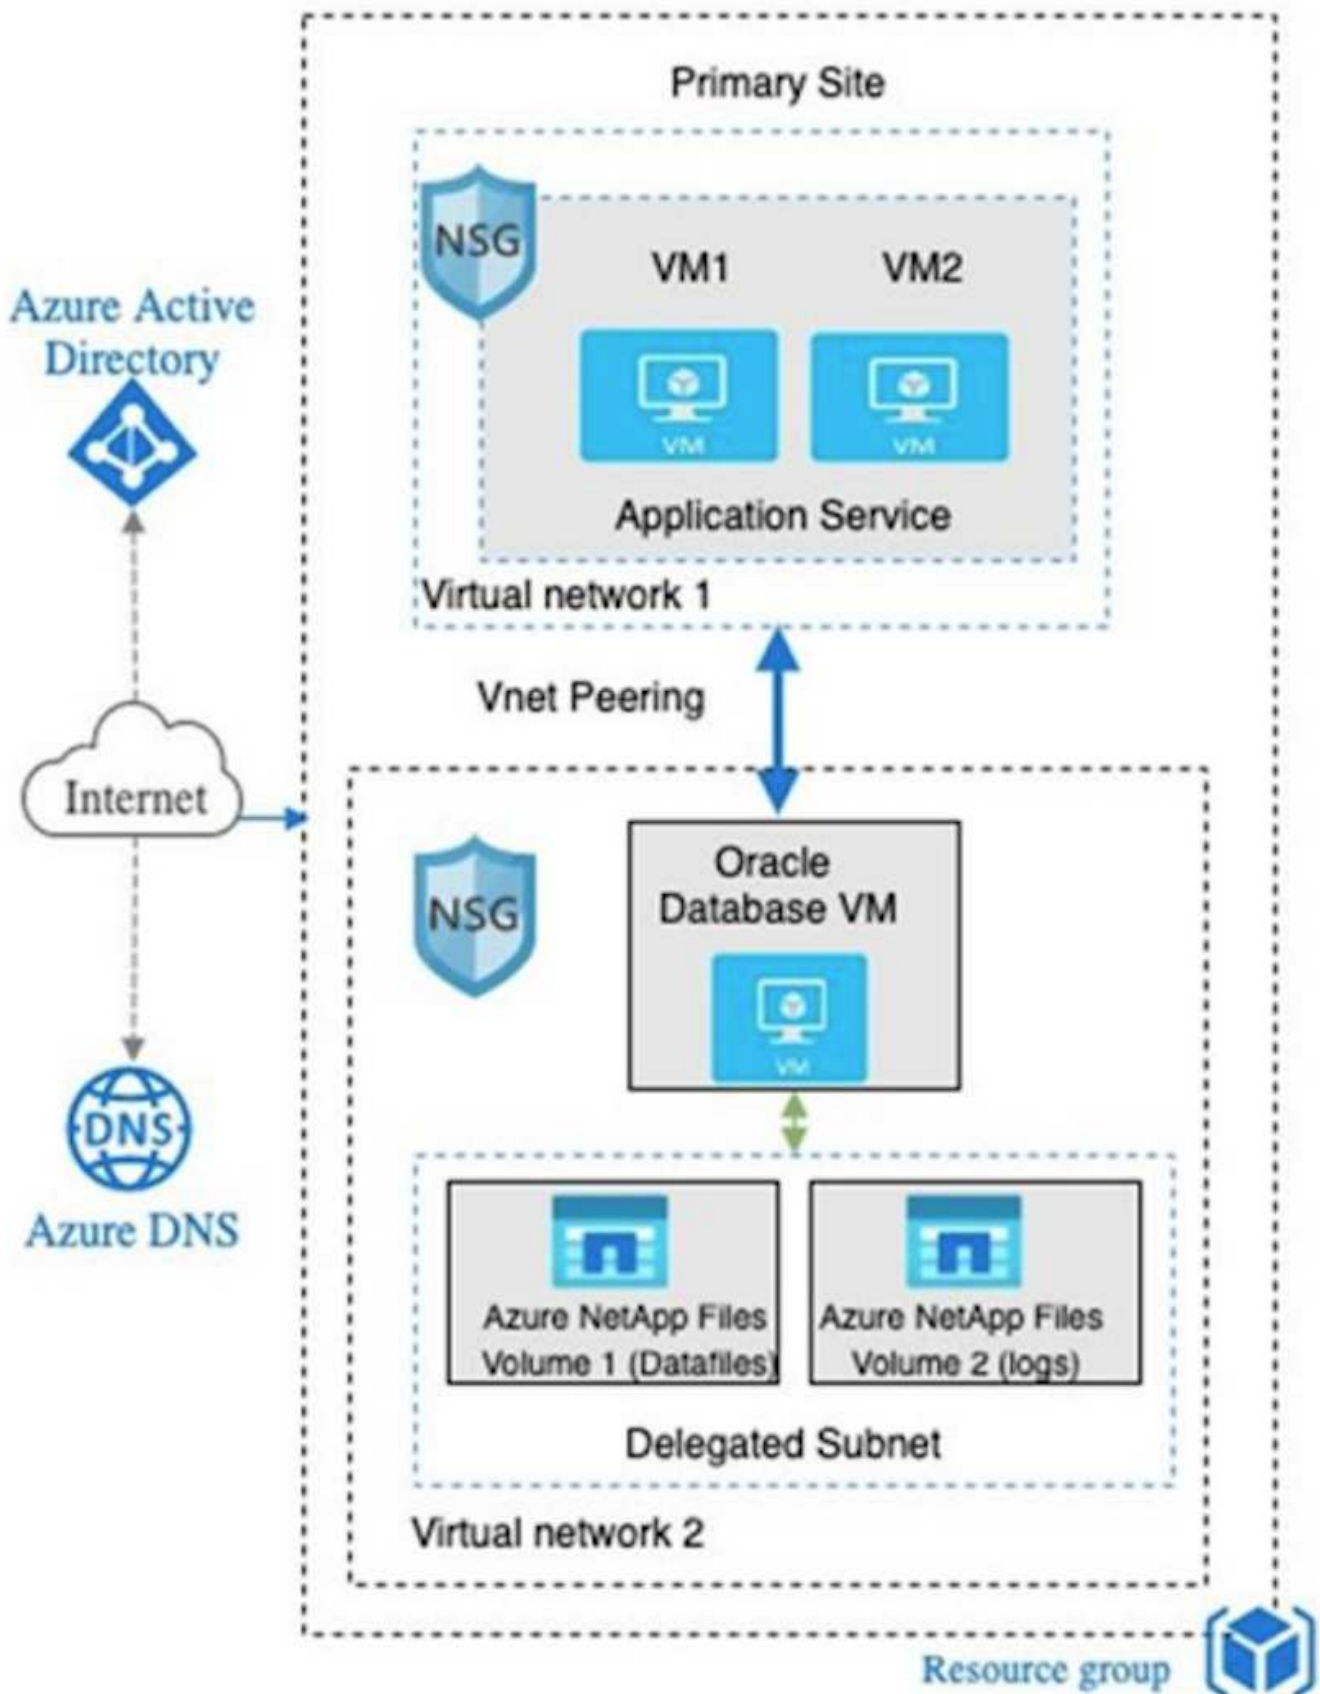 Primary Site
NSG
VM1
VM2
VM
VM
Application Service
Virtual network 1
Azure Active
Directory
Vnet Peering
Internet
NSG
Oracle
Database VM
VM
DNS
Azure DNS
Azure NetApp Files
Volume 1 (Datafiles)
Azure NetApp Files
Volume 2 (logs)
Delegated Subnet
Virtual network 2
Resource group